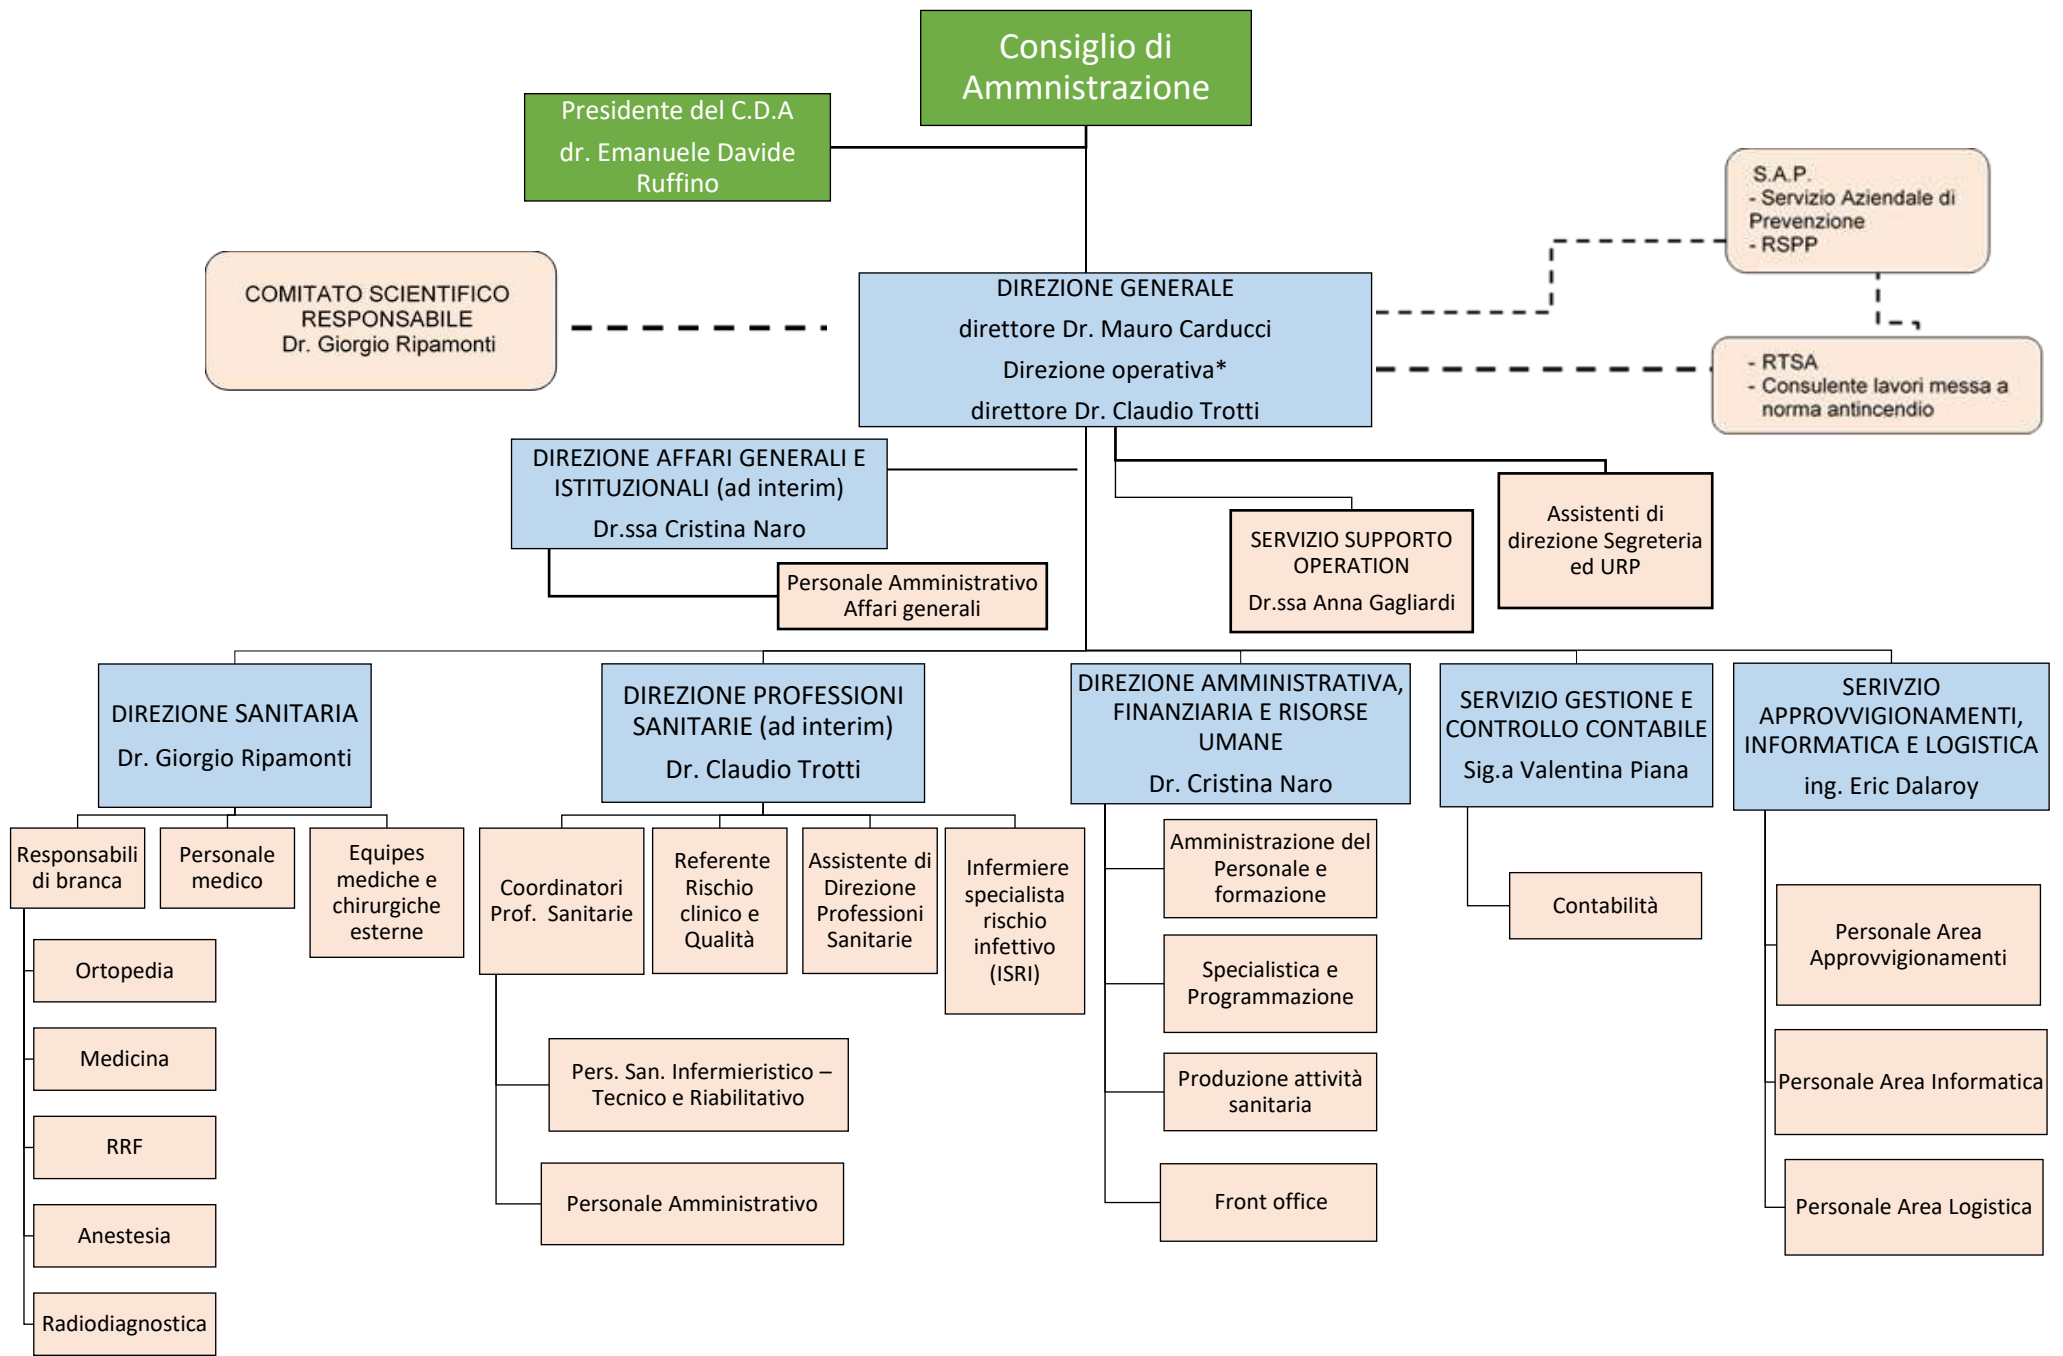 Consiglio di
Ammnistrazione
Presidente del C.D.A
dr. Emanuele Davide
Ruffino
S.A.P.
- Servizio Aziendale di
Prevenzione
- RSPP
COMITATO SCIENTIFICO
RESPONSABILE
Dr. Giorgio Ripamonti
DIREZIONE GENERALE
direttore Dr. Mauro Carducci
Direzione operativa*
direttore Dr. Claudio Trotti
- RTSA
- Consulente lavori messa a
norma antincendio
DIREZIONE AFFARI GENERALI E
ISTITUZIONALI (ad interim)
Dr.ssa Cristina Naro
Personale Amministrativo
Affari generali
SERVIZIO SUPPORTO
OPERATION
Dr.ssa Anna Gagliardi
Assistenti di
direzione Segreteria
ed URP
DIREZIONE SANITARIA
Dr. Giorgio Ripamonti
DIREZIONE PROFESSIONI
SANITARIE (ad interim)
Dr. Claudio Trotti
DIREZIONE AMMINISTRATIVA,
FINANZIARIA E RISORSE
UMANE
Dr. Cristina Naro
SERVIZIO GESTIONE E
CONTROLLO CONTABILE
Sig.a Valentina Piana
SERIVZIO
APPROVVIGIONAMENTI,
INFORMATICA E LOGISTICA
ing. Eric Dalaroy
Responsabili
di branca
Personale
medico
Equipes
mediche e
chirurgiche
esterne
Ortopedia
Medicina
RRF
Anestesia
Radiodiagnostica
Coordinatori
Prof. Sanitarie
Referente
Rischio
clinico e
Qualità
Assistente di
Direzione
Professioni
Sanitarie
Infermiere
specialista
rischio
infettivo
(ISRI)
Pers. San. Infermieristico –
Tecnico e Riabilitativo
Personale Amministrativo
Amministrazione del
Personale e
formazione
Specialistica e
Programmazione
Produzione attività
sanitaria
Front office
Contabilità
Personale Area
Approvvigionamenti
Personale Area Informatica
Personale Area Logistica